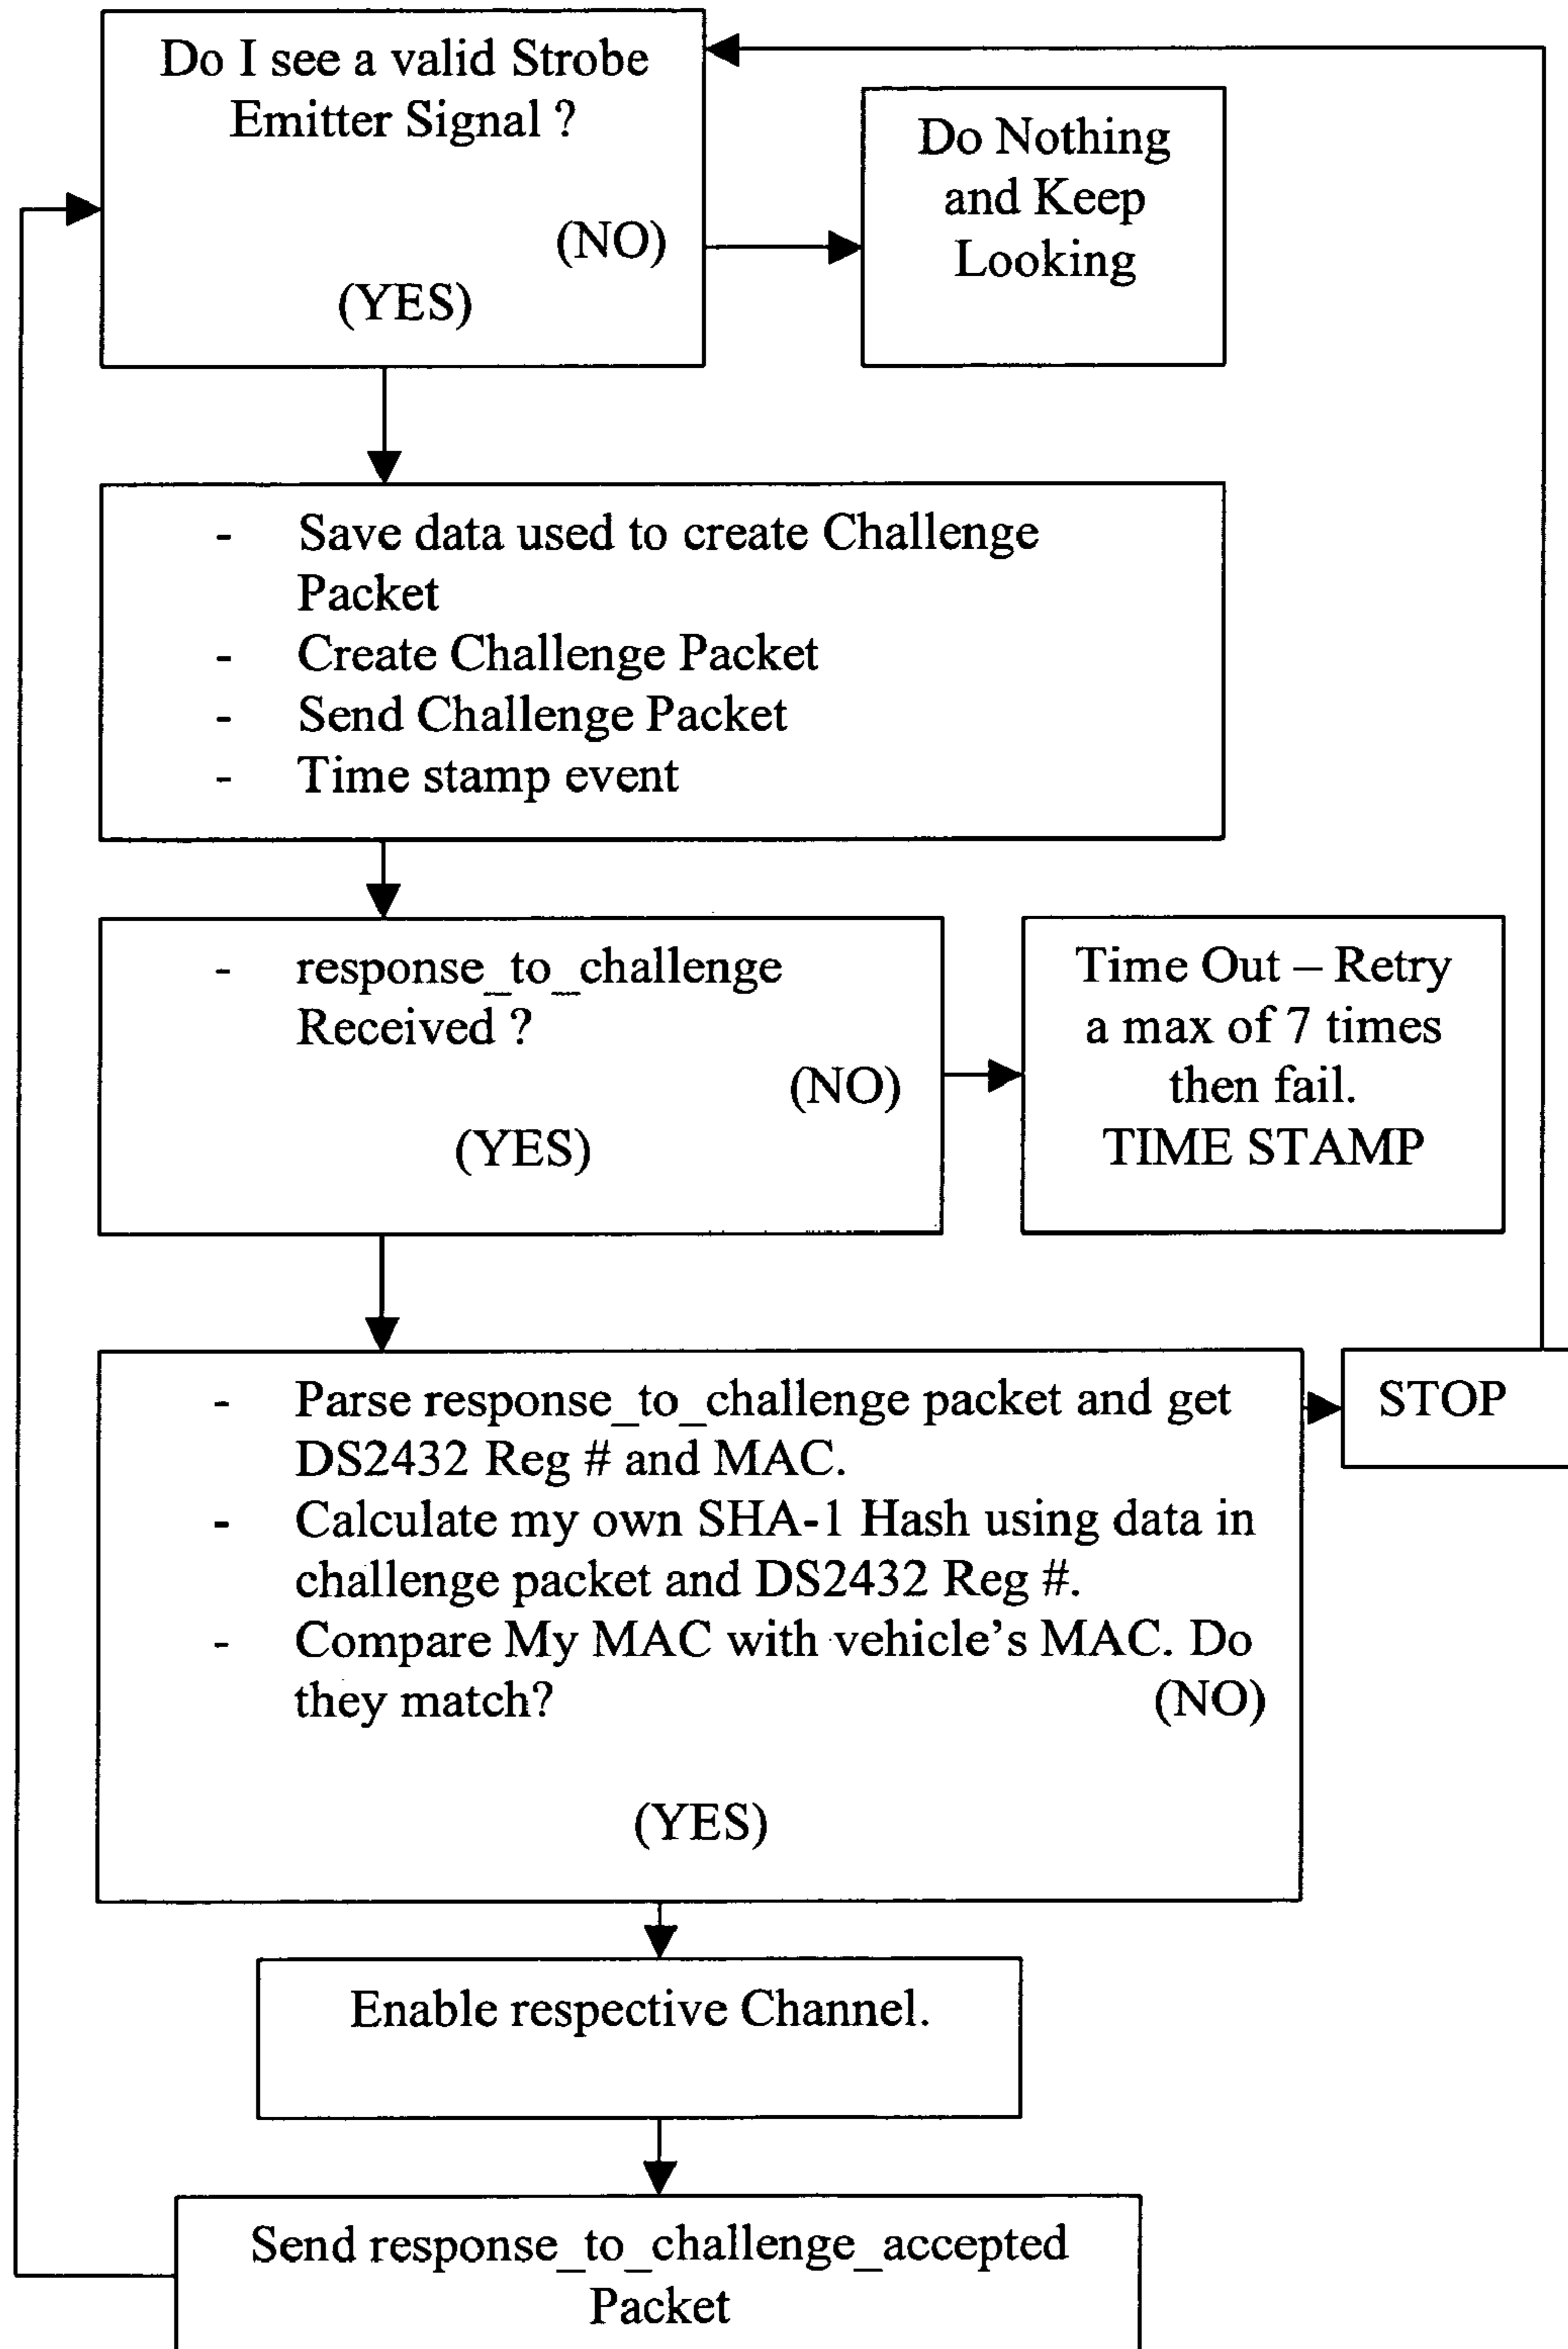 Do I see a valid Strobe
Emitter Signal ?
(NO)
(YES)
Do Nothing
and Keep
Looking
- Save data used to create Challenge
Packet
- Create Challenge Packet
- Send Challenge Packet
- Time stamp event
- response_to_challenge
Received ?
(NO)
(YES)
Time Out – Retry
a max of 7 times
then fail.
TIME STAMP
- Parse response_to_challenge packet and get
DS2432 Reg # and MAC.
- Calculate my own SHA-1 Hash using data in
challenge packet and DS2432 Reg #.
- Compare My MAC with vehicle's MAC. Do
they match? (NO)
(YES)
STOP
Enable respective Channel.
Send response_to_challenge_accepted
Packet